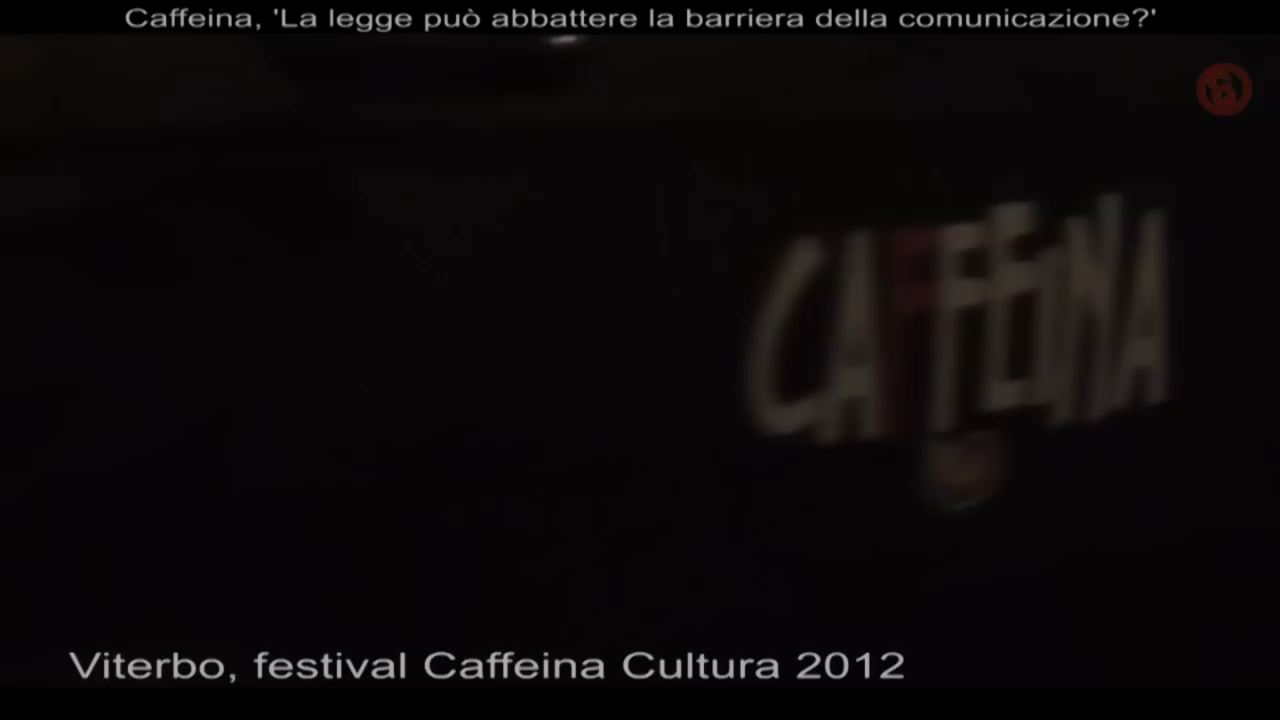 Caffeina, 'La legge può abbattere la barriera della comunicazione?'
CAFFEINA
Viterbo, festival Caffeina Cultura 2012